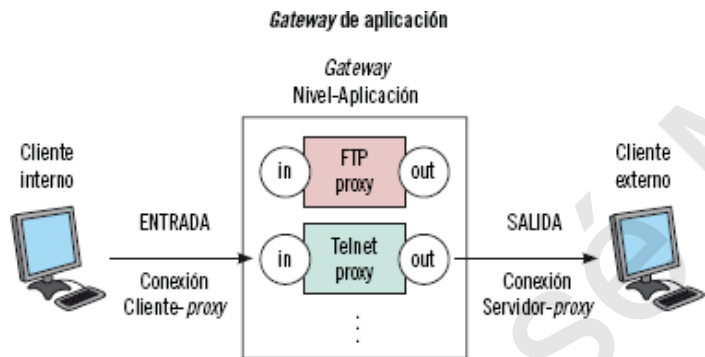 Gateway de aplicación
Gateway
Nivel-Aplicación
Cliente
interno
ENTRADA
Conexión
Cliente-proxy
in
FTP
proxy
out
in
Telnet
proxy
out
SALIDA
Conexión
Servidor-proxy
Cliente
externo